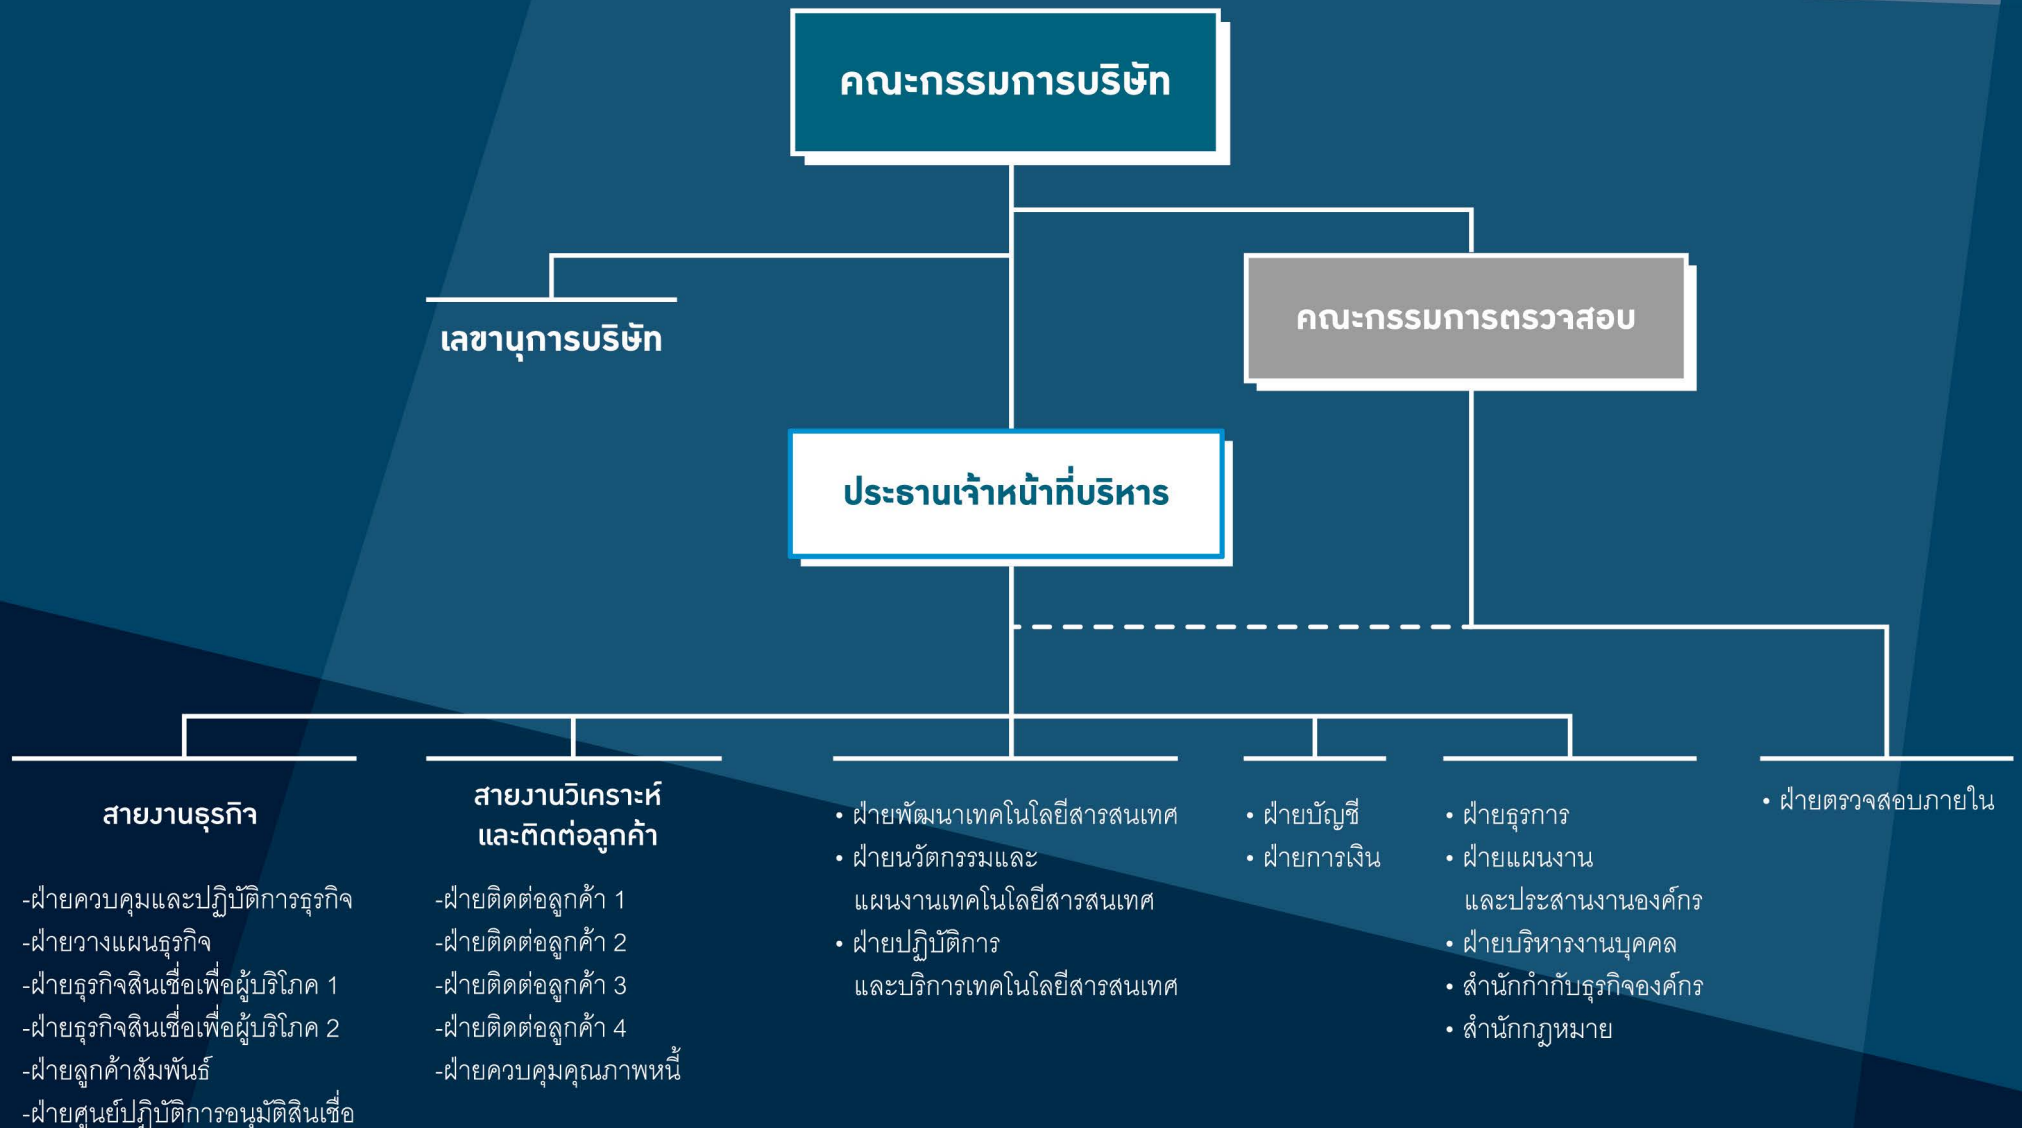 คณะกรรมการบริษัท
เลขานุการบริษัท
คณะกรรมการตรวจสอบ
ประธานเจ้าหน้าที่บริหาร
สายงานธุรกิจ
-ฝ่ายควบคุมและปฏิบัติการธุรกิจ
-ฝ่ายวางแผนธุรกิจ
-ฝ่ายธุรกิจสินเชื่อเพื่อผู้บริโภค 1
-ฝ่ายธุรกิจสินเชื่อเพื่อผู้บริโภค 2
-ฝ่ายลูกค้าสัมพันธ์
-ฝ่ายศูนย์ปฏิบัติการอนุมัติสินเชื่อ
สายงานวิเคราะห์
และติดต่อลูกค้า
-ฝ่ายติดต่อลูกค้า 1
-ฝ่ายติดต่อลูกค้า 2
-ฝ่ายติดต่อลูกค้า 3
-ฝ่ายติดต่อลูกค้า 4
-ฝ่ายควบคุมคุณภาพหนี้
• ฝ่ายพัฒนาเทคโนโลยีสารสนเทศ
• ฝ่ายนวัตกรรมและ
แผนงานเทคโนโลยีสารสนเทศ
• ฝ่ายปฏิบัติการ
และบริการเทคโนโลยีสารสนเทศ
• ฝ่ายบัญชี
• ฝ่ายการเงิน
• ฝ่ายธุรการ
• ฝ่ายแผนงาน
และประสานงานองค์กร
• ฝ่ายบริหารงานบุคคล
• สำนักกำกับธุรกิจองค์กร
• สำนักกฎหมาย
• ฝ่ายตรวจสอบภายใน